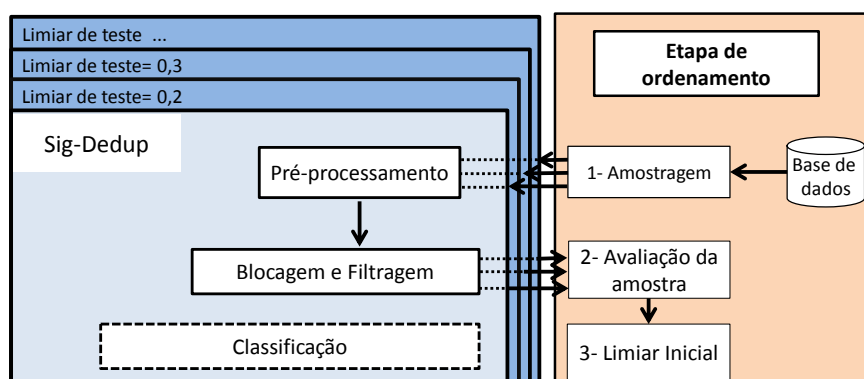 Limiar de teste ...
Limiar de teste= 0,3
Limiar de teste= 0,2
Sig-Dedup
Pré-processamento
Blocagem e Filtragem
Classificação
Etapa de
ordenamento
1- Amostragem
Base de
dados
2- Avaliação da
amostra
3- Limiar Inicial